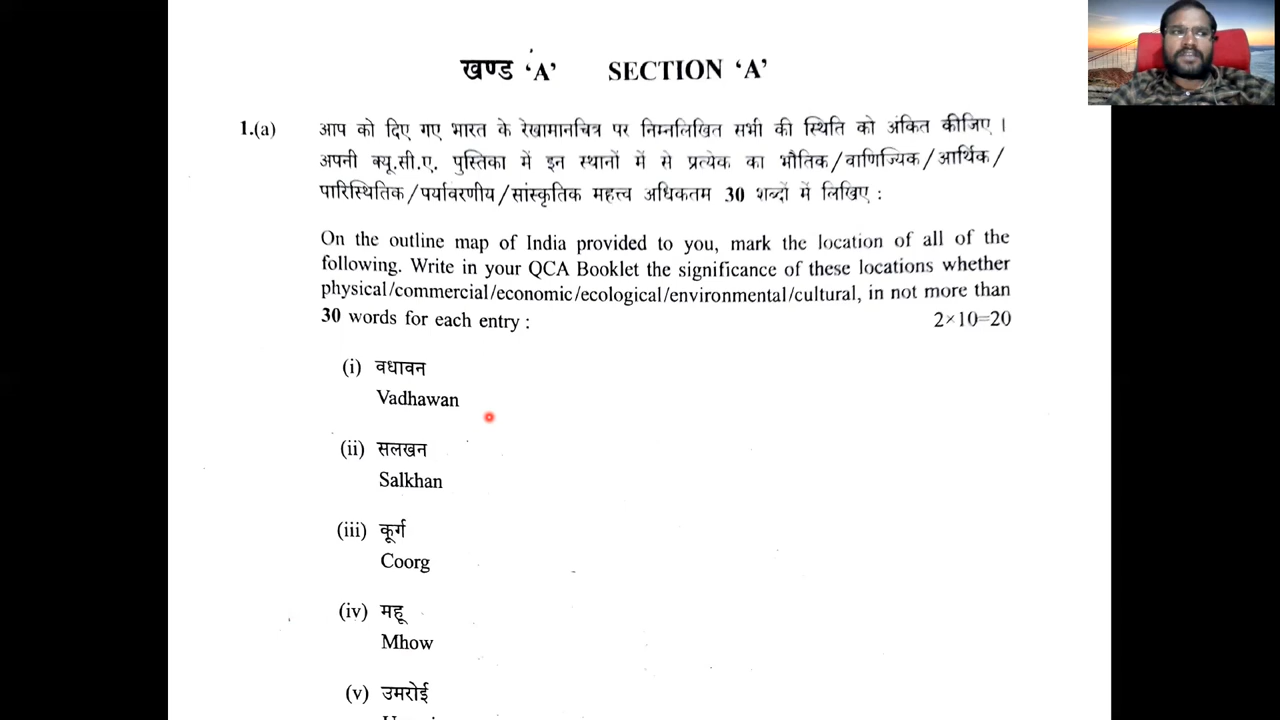 खण्ड ‘A’ SECTION ‘A’
1.(a) आप को दिए गए भारत के रेखामानचित्र पर निम्नलिखित सभी की स्थिति को अंकित कीजिए ।
अपनी क्यू.सी.ए. पुस्तिका में इन स्थानों में से प्रत्येक का भौतिक/वाणिज्यिक/आर्थिक/
पारिस्थितिक/पर्यावरणीय/सांस्कृतिक महत्त्व अधिकतम 30 शब्दों में लिखिए :
On the outline map of India provided to you, mark the location of all of the
following. Write in your QCA Booklet the significance of these locations whether
physical/commercial/economic/ecological/environmental/cultural, in not more than
30 words for each entry : 2×10=20
(i) वधावन
Vadhawan
(ii) सलखन
Salkhan
(iii) कूर्ग
Coorg
(iv) महू
Mhow
(v) उमरोई